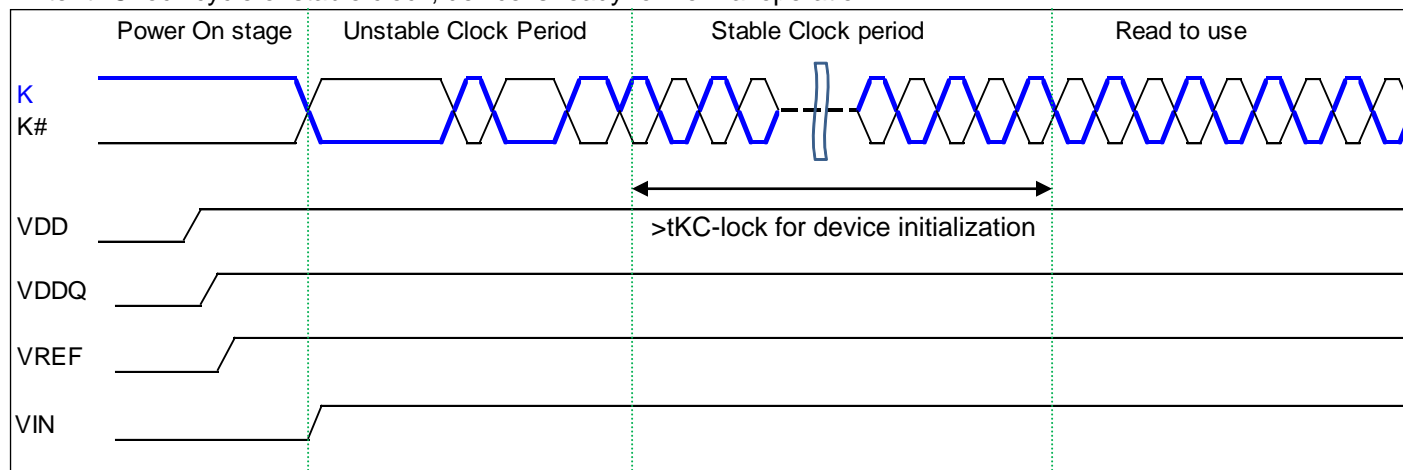 Power On stage
Unstable Clock Period
Stable Clock period
Read to use
K
K#
>tKC-lock for device initialization
VDD
VDDQ
VREF
VIN